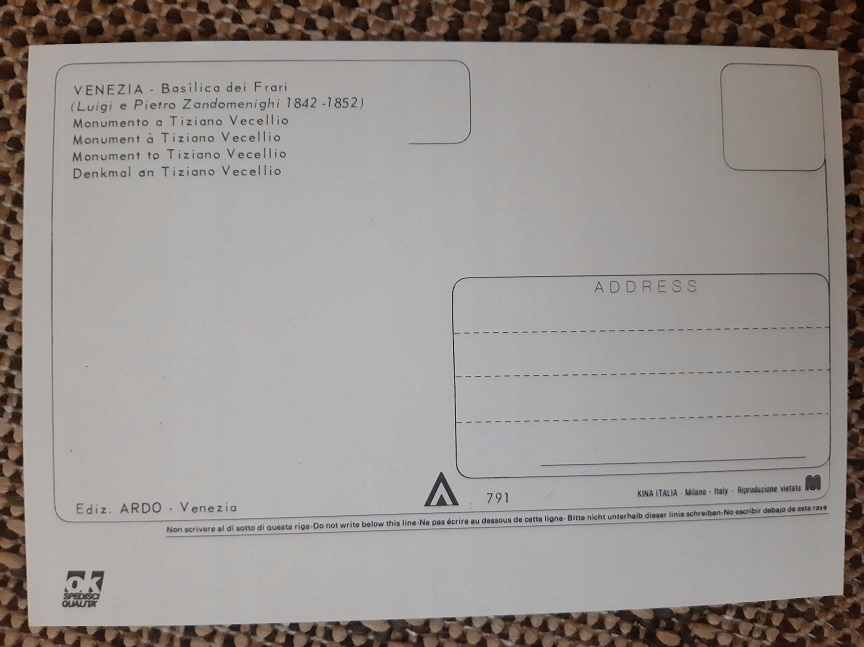 VENEZIA - Basilica dei Frari
(Luigi e Pietro Zandomenighi 1842 -1852)
Monumento a Tiziano Vecellio
Monument à Tiziano Vecellio
Monument to Tiziano Vecellio
Denkmal an Tiziano Vecellio
ADDRESS
Ediz. ARDO - Venezia
791
KINA ITALIA - Milano - Italy - Riproduzione vietata
Non scrivere al di sotto di questa riga-Do not write below this line-Ne pas écrire au dessous de cette ligne- Bitte nicht unterhalb dieser linie schreiben-No escribir debajo de esta raya
ok
SPEDISCI
QUALITA'